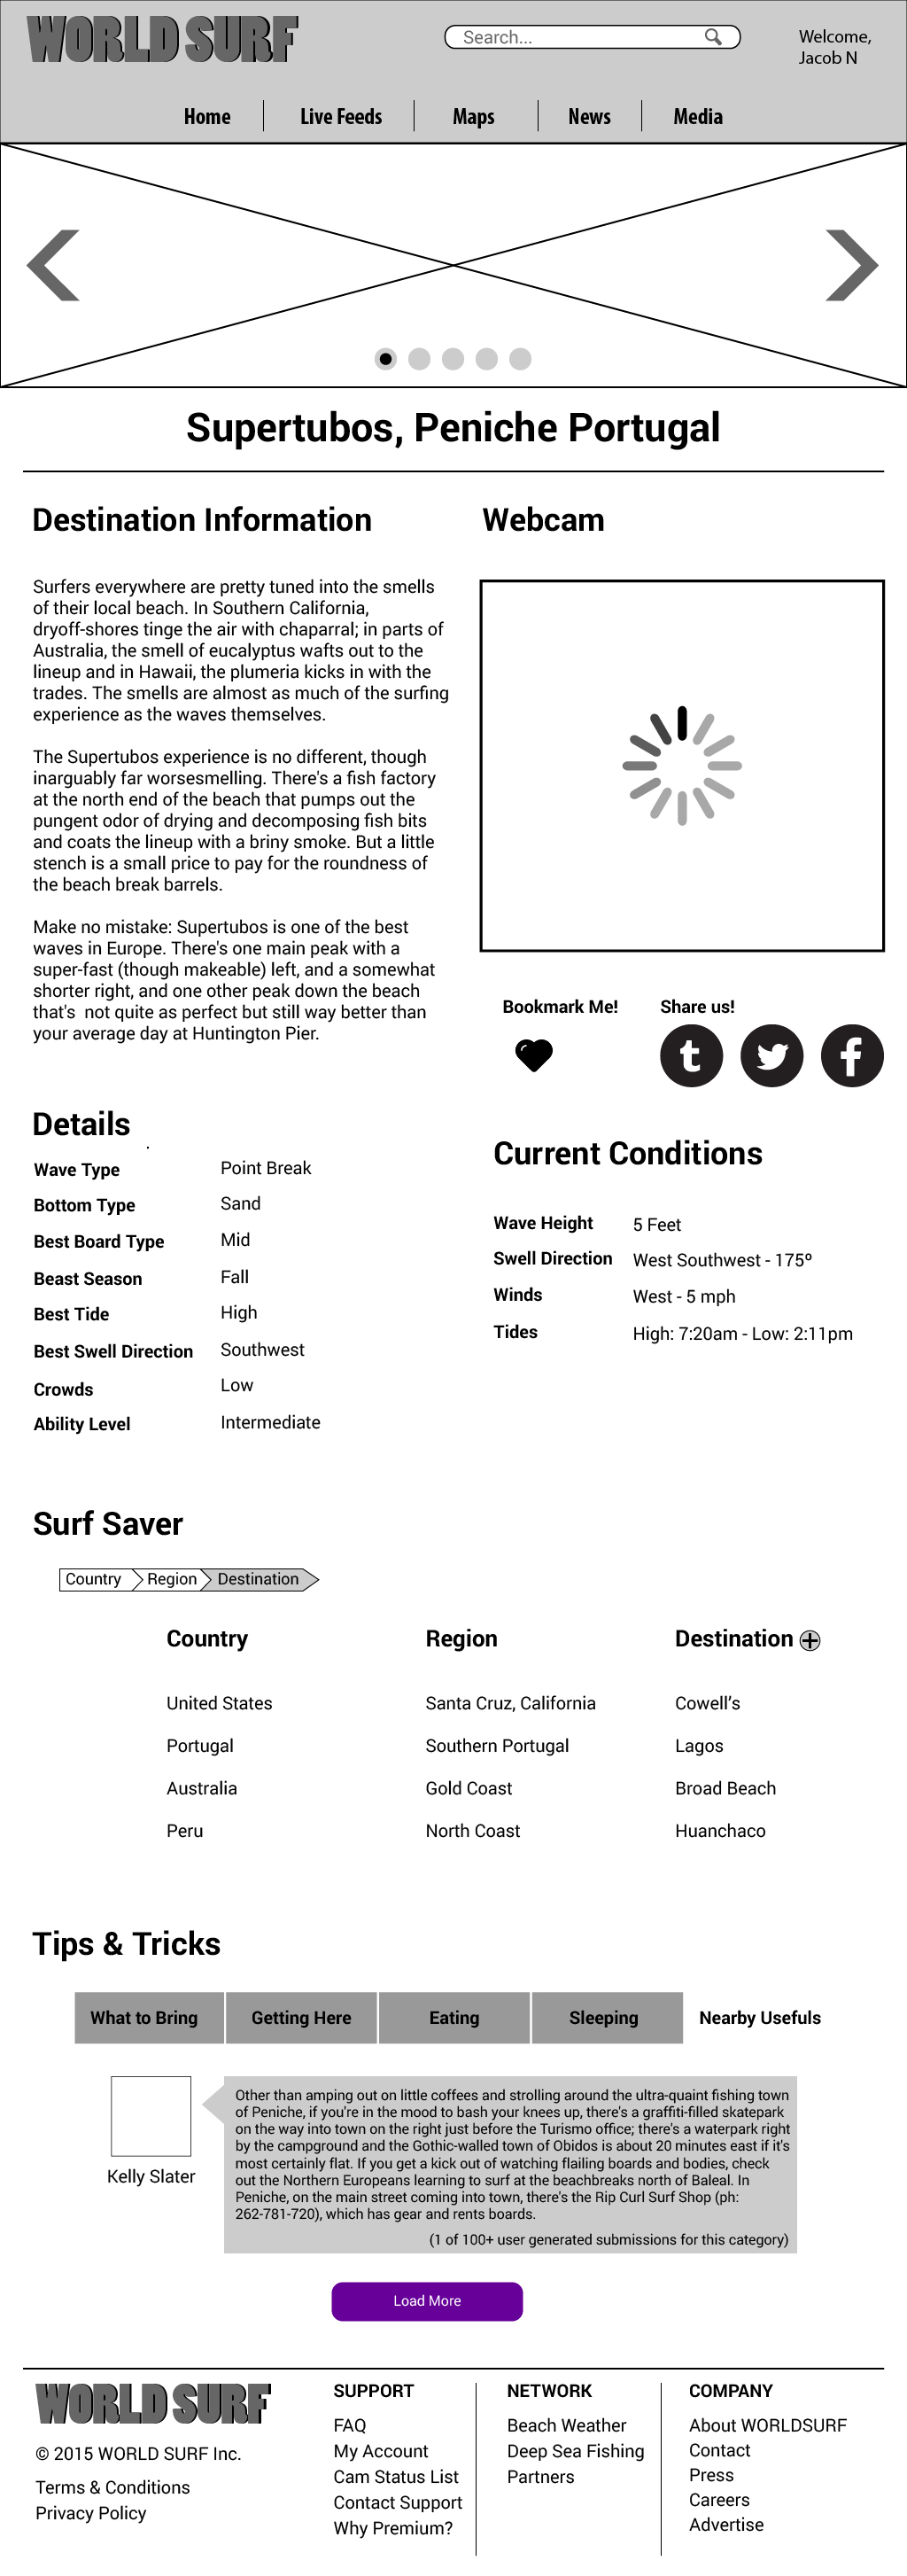 WORLD SURF
Search...
Welcome,
Jacob N
Home
Live Feeds
Maps
News
Media
Supertubos, Peniche Portugal
Destination Information
Surfers everywhere are pretty tuned into the smells
of their local beach. In Southern California,
dryoff-shores tinge the air with chaparral; in parts of
Australia, the smell of eucalyptus wafts out to the
lineup and in Hawaii, the plumeria kicks in with the
trades. The smells are almost as much of the surfing
experience as the waves themselves.
The Supertubos experience is no different, though
inarguably far worsesmelling. There's a fish factory
at the north end of the beach that pumps out the
pungent odor of drying and decomposing fish bits
and coats the lineup with a briny smoke. But a little
stench is a small price to pay for the roundness of
the beach break barrels.
Make no mistake: Supertubos is one of the best
waves in Europe. There's one main peak with a
super-fast (though makeable) left, and a somewhat
shorter right, and one other peak down the beach
that's  not quite as perfect but still way better than
your average day at Huntington Pier.
Webcam
Bookmark Me!
Share us!
Details
Wave Type Point Break
Bottom Type Sand
Best Board Type Mid
Beast Season Fall
Best Tide High
Best Swell Direction Southwest
Crowds Low
Ability Level Intermediate
Current Conditions
Wave Height 5 Feet
Swell Direction West Southwest - 175º
Winds West - 5 mph
Tides High: 7:20am - Low: 2:11pm
Surf Saver
Country Region Destination
Country Region Destination
United States Santa Cruz, California Cowell’s
Portugal Southern Portugal Lagos
Australia Gold Coast Broad Beach
Peru North Coast Huanchaco
Tips & Tricks
What to Bring
Getting Here
Eating
Sleeping
Nearby Usefuls
Kelly Slater
Other than amping out on little coffees and strolling around the ultra-quaint fishing town
of Peniche, if you're in the mood to bash your knees up, there's a graffiti-filled skatepark
on the way into town on the right just before the Turismo office; there's a waterpark right
by the campground and the Gothic-walled town of Obidos is about 20 minutes east if it's
most certainly flat. If you get a kick out of watching flailing boards and bodies, check
out the Northern Europeans learning to surf at the beachbreaks north of Baleal. In
Peniche, on the main street coming into town, there's the Rip Curl Surf Shop (ph:
262-781-720), which has gear and rents boards.
(1 of 100+ user generated submissions for this category)
Load More
WORLD SURF
© 2015 WORLD SURF Inc.
Terms & Conditions
Privacy Policy
SUPPORT
FAQ
My Account
Cam Status List
Contact Support
Why Premium?
NETWORK
Beach Weather
Deep Sea Fishing
Partners
COMPANY
About WORLDSURF
Contact
Press
Careers
Advertise